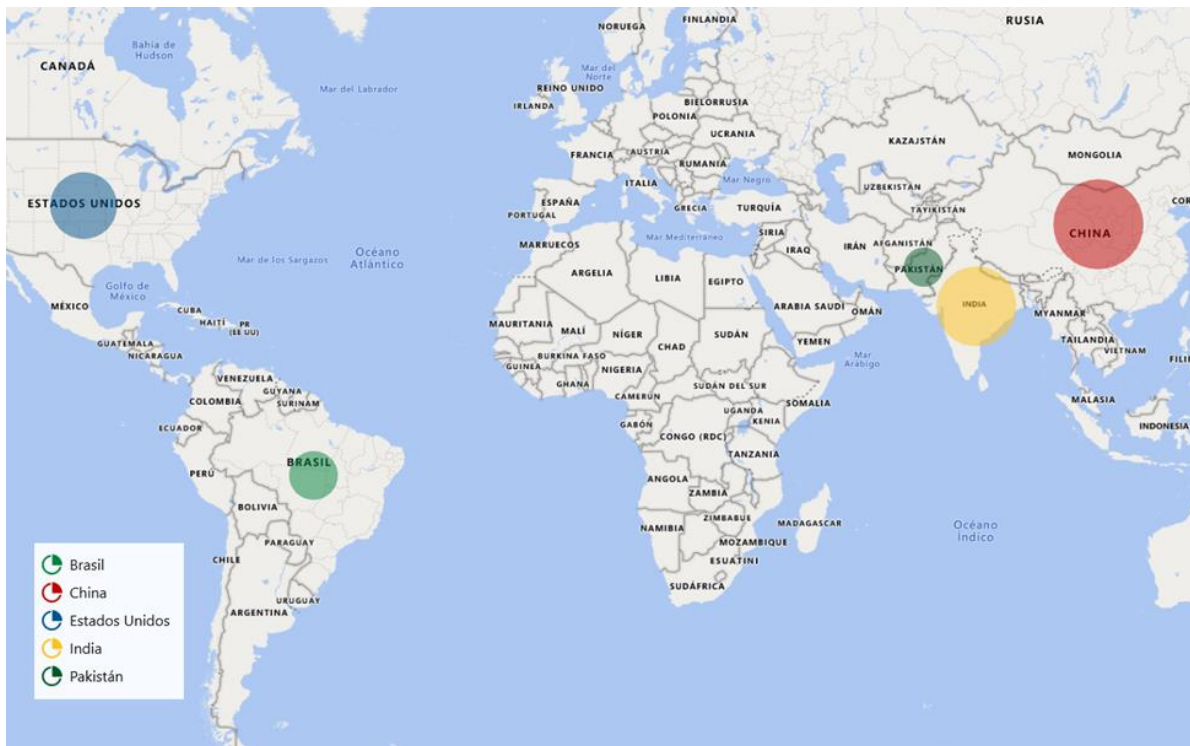 FINLANDIA
NORUEGA
RUSIA
Bahía de
Hudson
CANADÁ
Mar del
Norte
Mar del Labrador
REINO UNIDO
IRLANDA
BIELORRUSIA
POLONIA
UCRANIA
KAZAJSTÁN
FRANCIA
AUSTRIA
RUMANIA
MONGOLIA
ITALIA
Mar Negro
UZBEKISTÁN
ESTADOS UNIDOS
ESPAÑA
PORTUGAL
GRECIA
TURQUÍA
TAYIKISTÁN
COR
CHINA
Mar Mediterráneo
SIRIA
IRAQ
IRÁN
AFGANISTÁN
MARRUECOS
Océano
Atlántico
Mar de los Sargazos
PAKISTÁN
ARGELIA
LIBIA
EGIPTO
Golfo de
México
MÉXICO
CUBA
HAITÍ
PR
(EE UU)
ARABIA SAUDÍ
OMÁN
INDIA
MYANMAR
MAURITANIA
MALÍ
NÍGER
CHAD
SUDÁN
YEMEN
TAILANDIA
VIETNAM
FILIP
GUATEMALA
NICARAGUA
BURKINA FASO
GUINEA
GHANA
NIGERIA
Mar
Arábigo
VENEZUELA
GUYANA
SURINAM
COLOMBIA
CAMERÚN
SUDÁN DEL SUR
SOMALIA
MALASIA
ECUADOR
GABÓN
UGANDA
KENIA
CONGO (RDC)
INDONESIA
TANZANIA
BRASIL
PERÚ
ANGOLA
ZAMBIA
BOLIVIA
ZIMBABUE
MADAGASCAR
NAMIBIA
MOZAMBIQUE
Océano
Índico
PARAGUAY
CHILE
ESUATINI
SUDÁFRICA
URUGUAY
ARGENTINA
Brasil
China
Estados Unidos
India
Pakistán